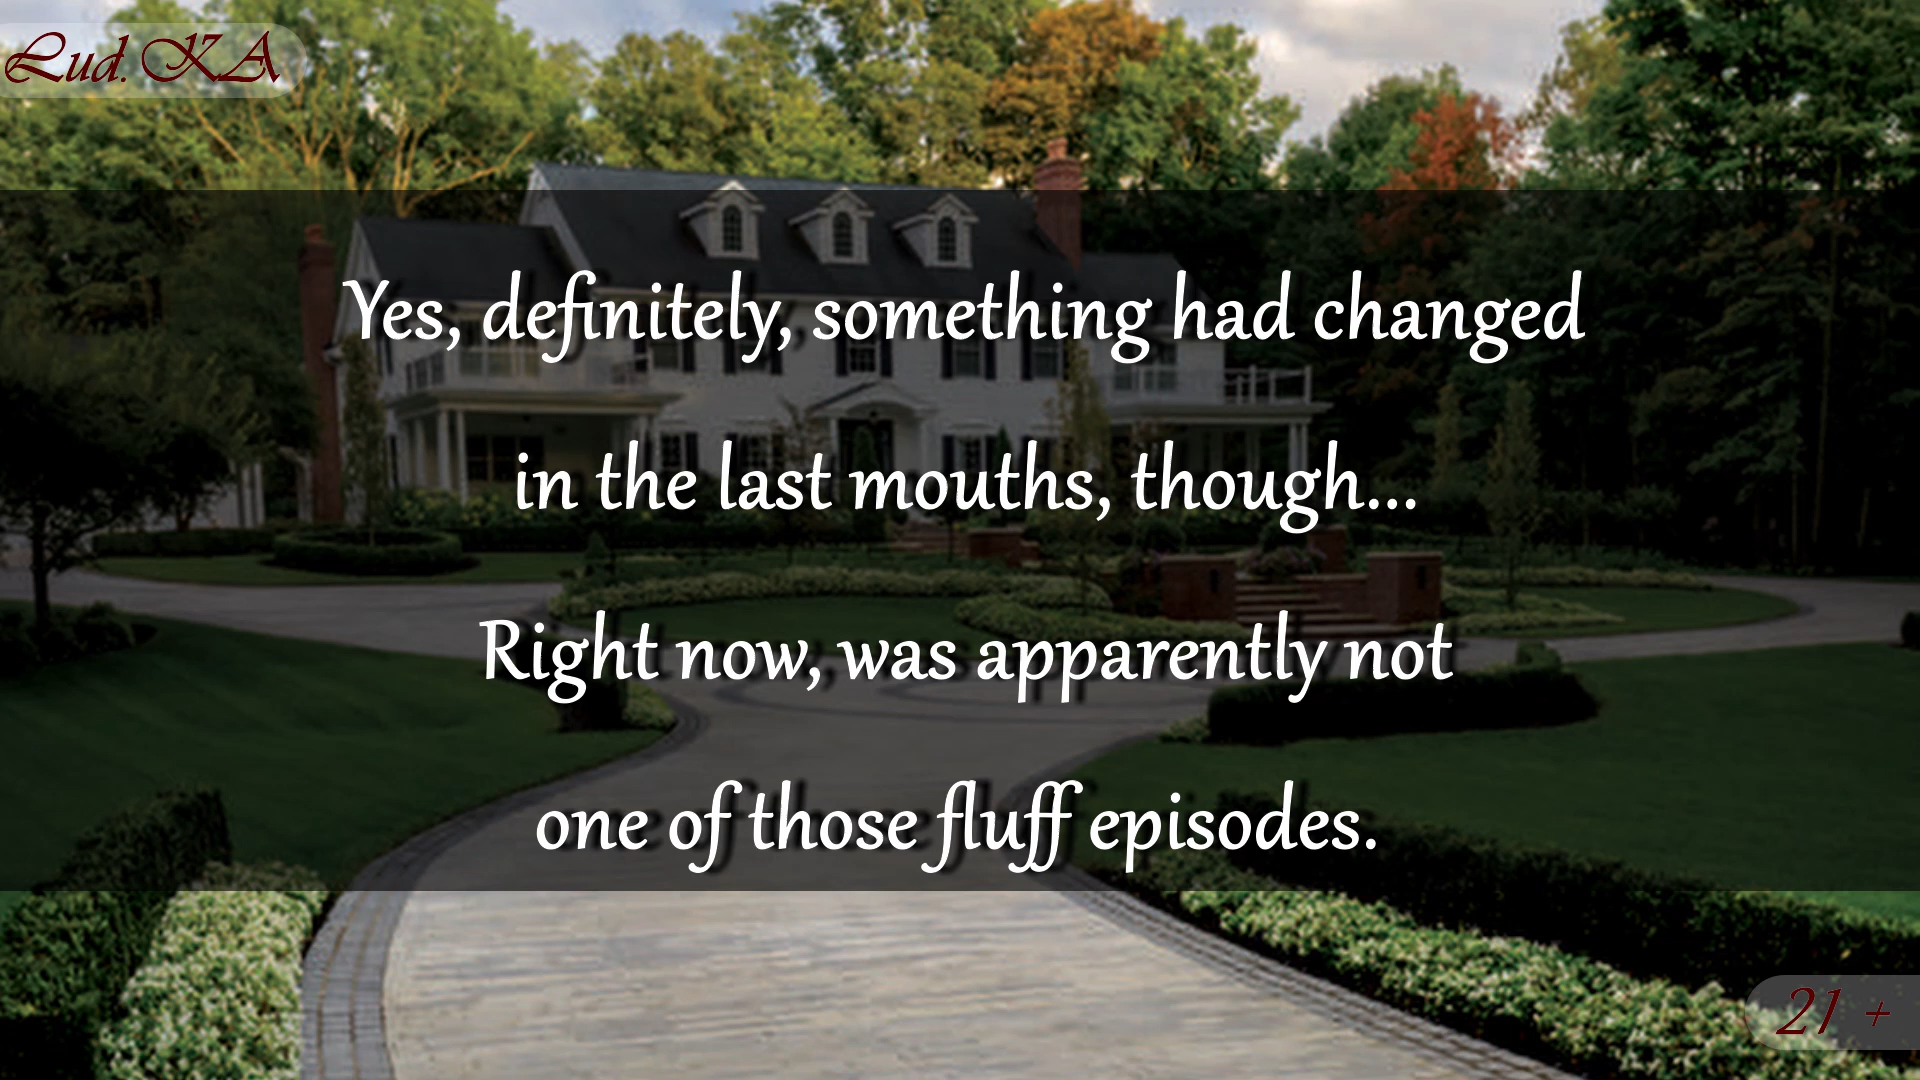 Lud. KA
Yes, definitely, something had changed
in the last mouths, though...
Right now, was apparently not
one of those fluff episodes.
21 +